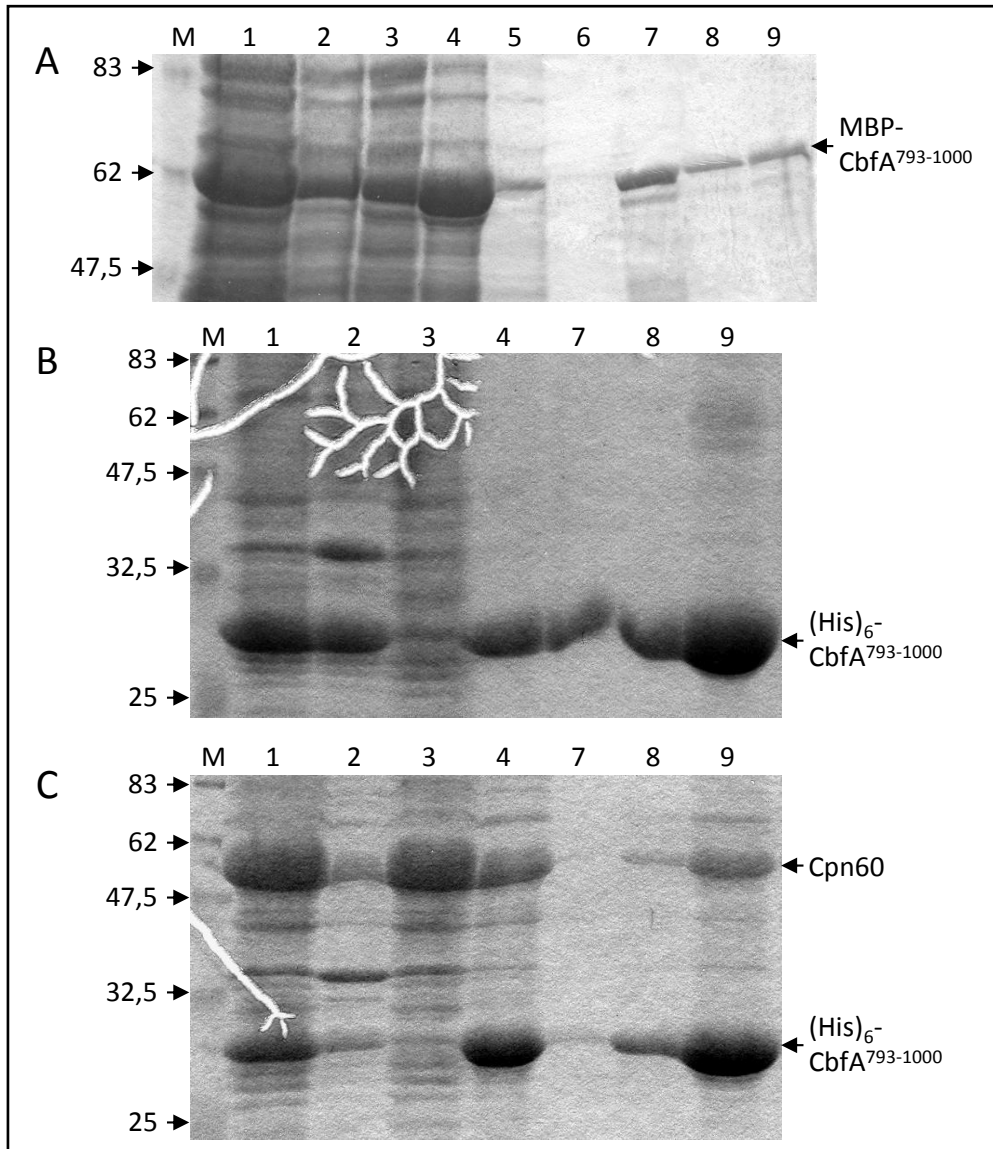 M 1 2 3 4 5 6 7 8 9
A
83
62
47,5
MBP-
CbfA⁷⁹³⁻¹⁰⁰⁰
M 1 2 3 4 7 8 9
B
83
62
47,5
32,5
25
(His)₆-
CbfA⁷⁹³⁻¹⁰⁰⁰
M 1 2 3 4 7 8 9
C
83
62
47,5
32,5
25
Cpn60
(His)₆-
CbfA⁷⁹³⁻¹⁰⁰⁰